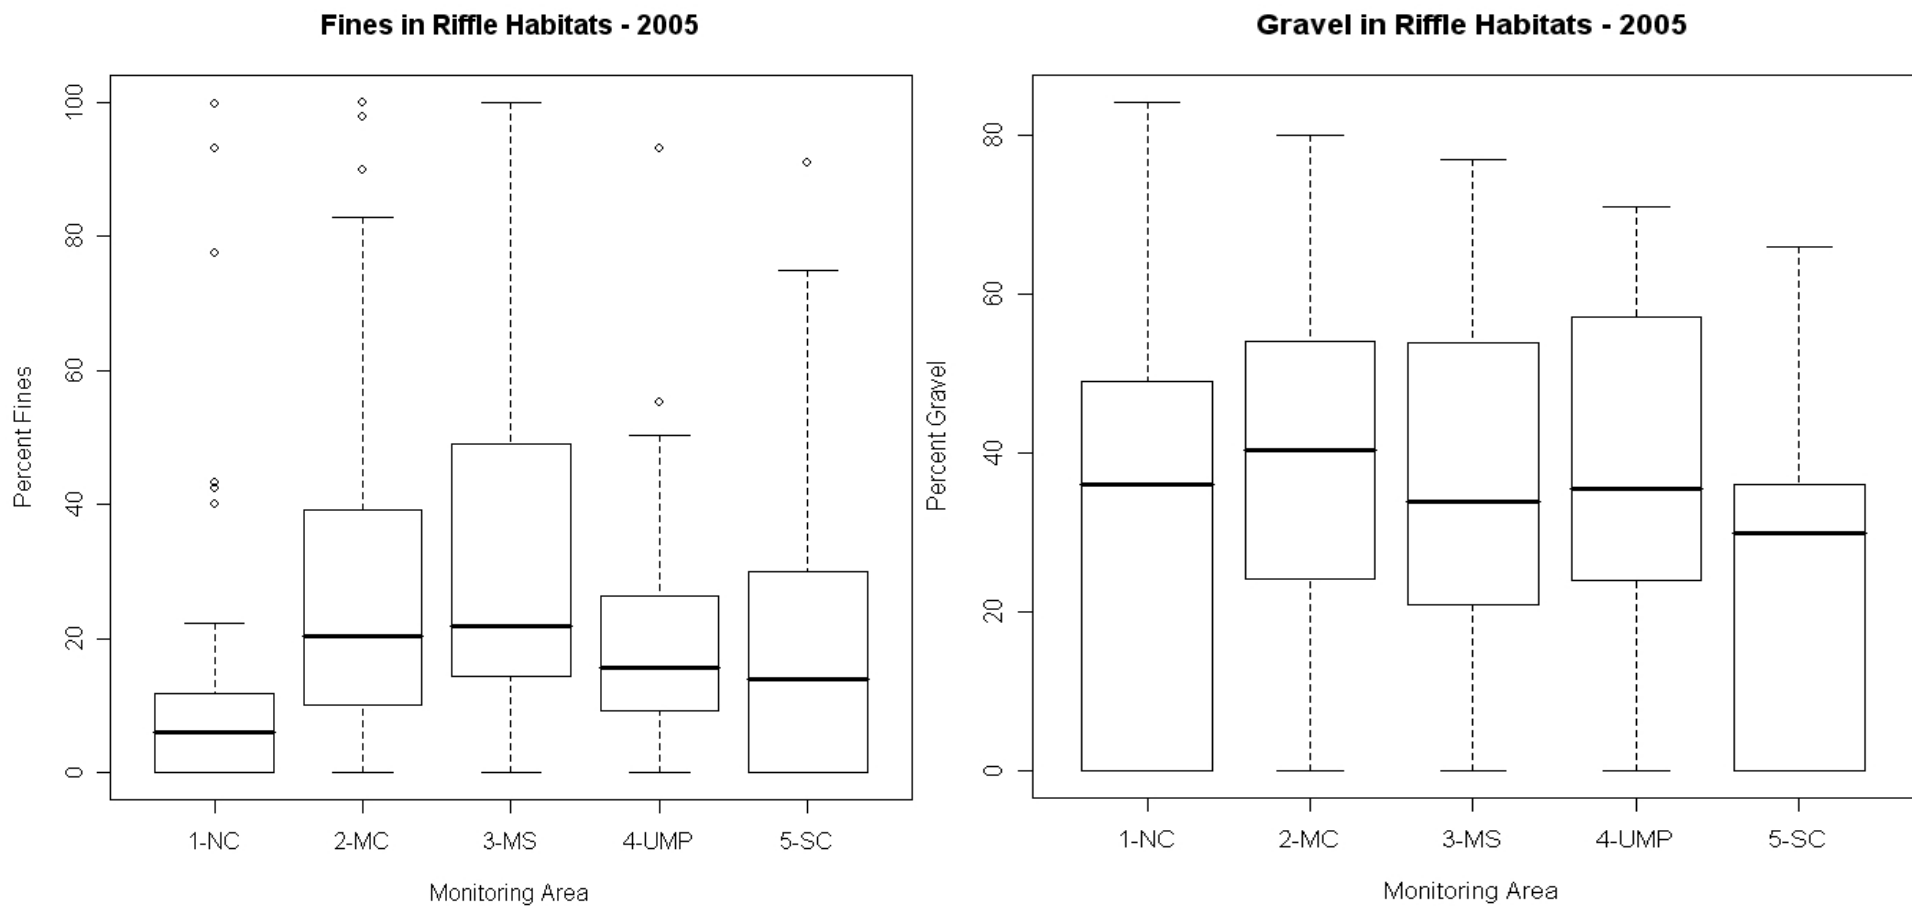 Fines in Riffle Habitats - 2005
Percent Fines
100
80
60
40
20
0
1-NC 2-MC 3-MS 4-UMP 5-SC
Monitoring Area
Gravel in Riffle Habitats - 2005
Percent Gravel
80
60
40
20
0
1-NC 2-MC 3-MS 4-UMP 5-SC
Monitoring Area